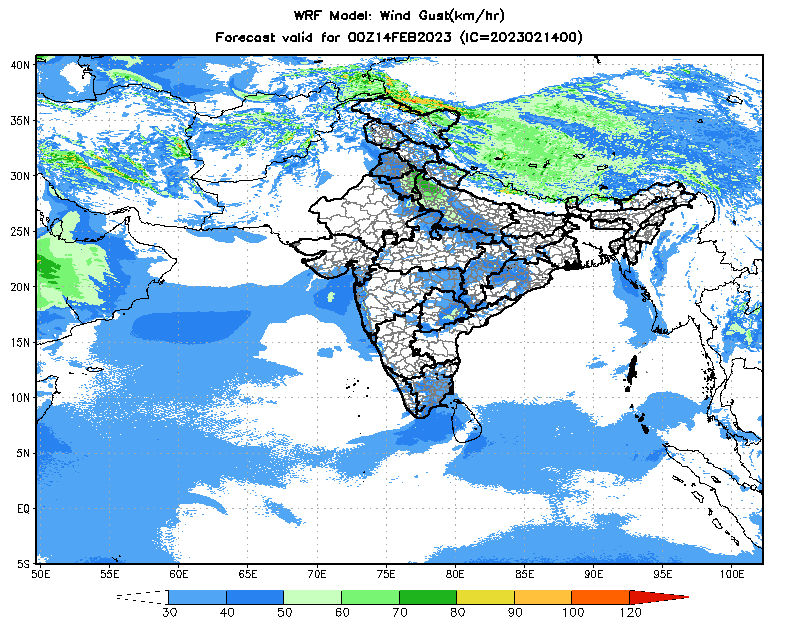 WRF Model: Wind Gust(km/hr)
Forecast valid for 00Z14FEB2023 (IC=2023021400)
40N
35N
30N
25N
20N
15N
10N
5N
EQ
5S
50E 55E 60E 65E 70E 75E 80E 85E 90E 95E 100E
30 40 50 60 70 80 90 100 120